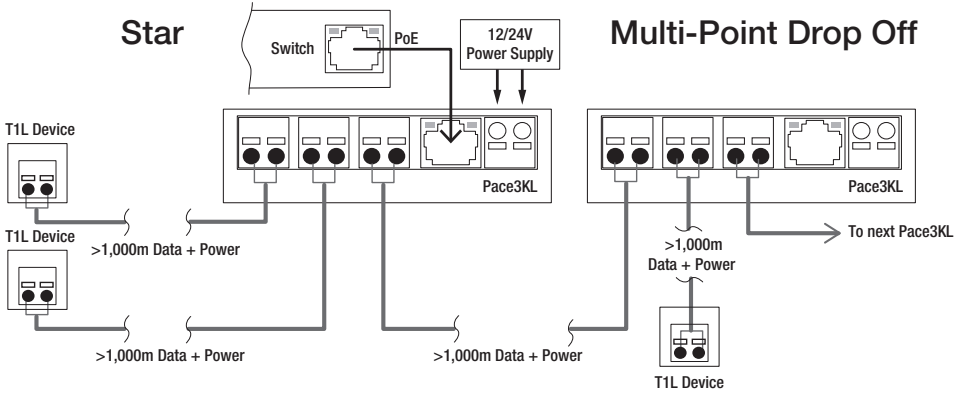 Star
Multi-Point Drop Off
Switch
PoE
12/24V
Power Supply
T1L Device
Pace3KL
Pace3KL
T1L Device
>1,000m Data + Power
>1,000m
Data + Power
To next Pace3KL
>1,000m Data + Power
>1,000m Data + Power
T1L Device